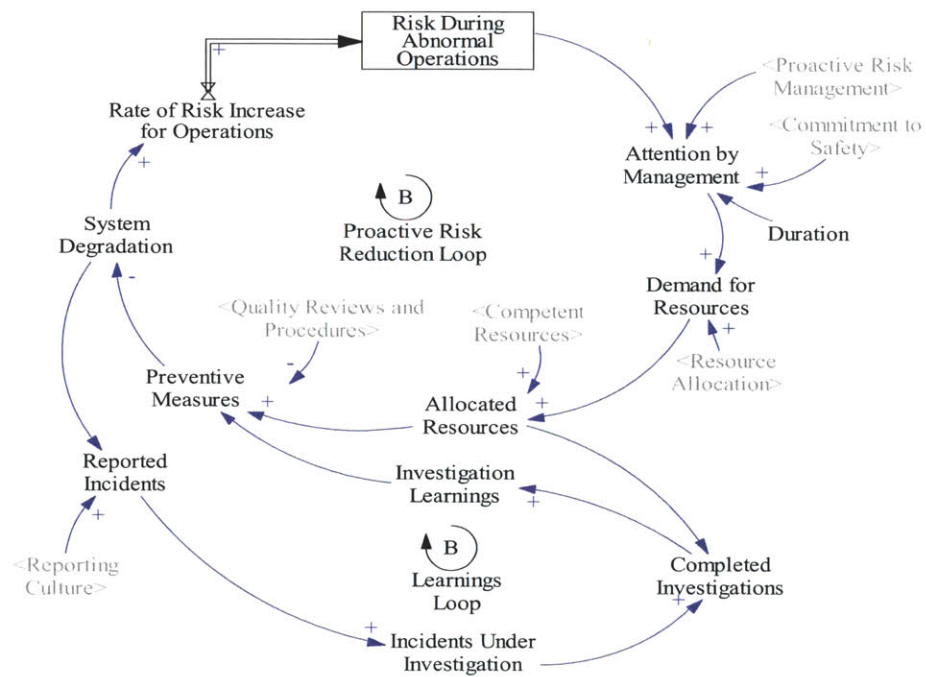 Risk During
Abnormal
Operations
+
<Proactive Risk
Management>
Rate of Risk Increase
for Operations
<Commitment to
Safety>
+
+
+
Attention by
Management
+
+
B
Proactive Risk
Reduction Loop
System
Degradation
Duration
-
+
Demand for
Resources
+
<Quality Reviews and
Procedures>
<Competent
Resources>
<Resource
Allocation>
-
+
Preventive
Measures
+
+
Allocated
Resources
Reported
Incidents
+
Investigation
Learnings
+
<Reporting
Culture>
B
Learnings
Loop
Completed
Investigations
+
+
Incidents Under
Investigation